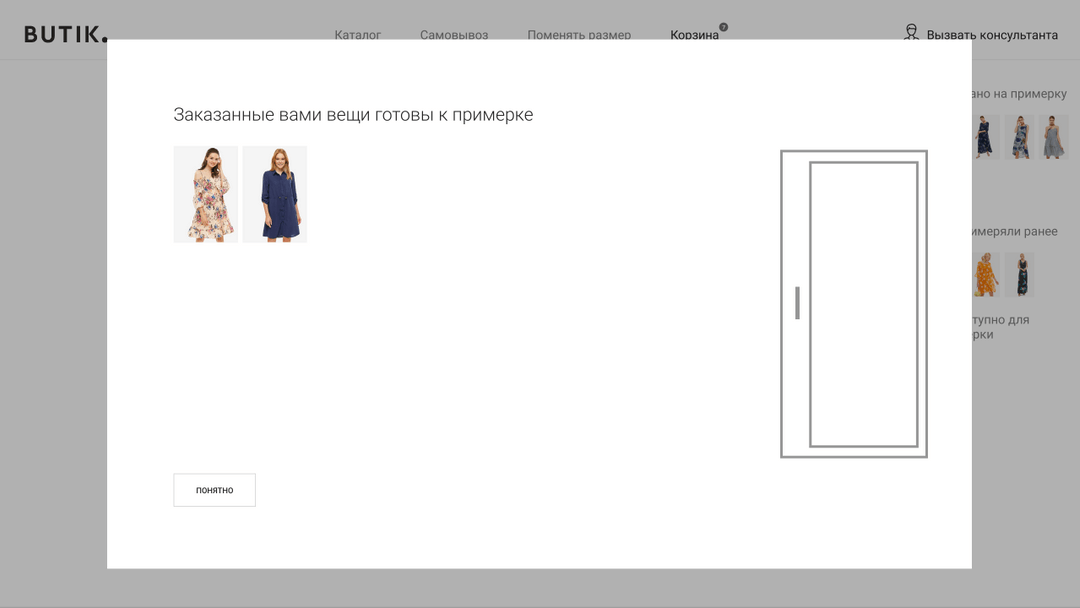 BUTIK.
Каталог
Самовывоз
Поменять размер
Корзина
7
Вызвать консультанта
ано на примерку
Заказанные вами вещи готовы к примерке
имеряли ранее
тупно для
рки
понятно